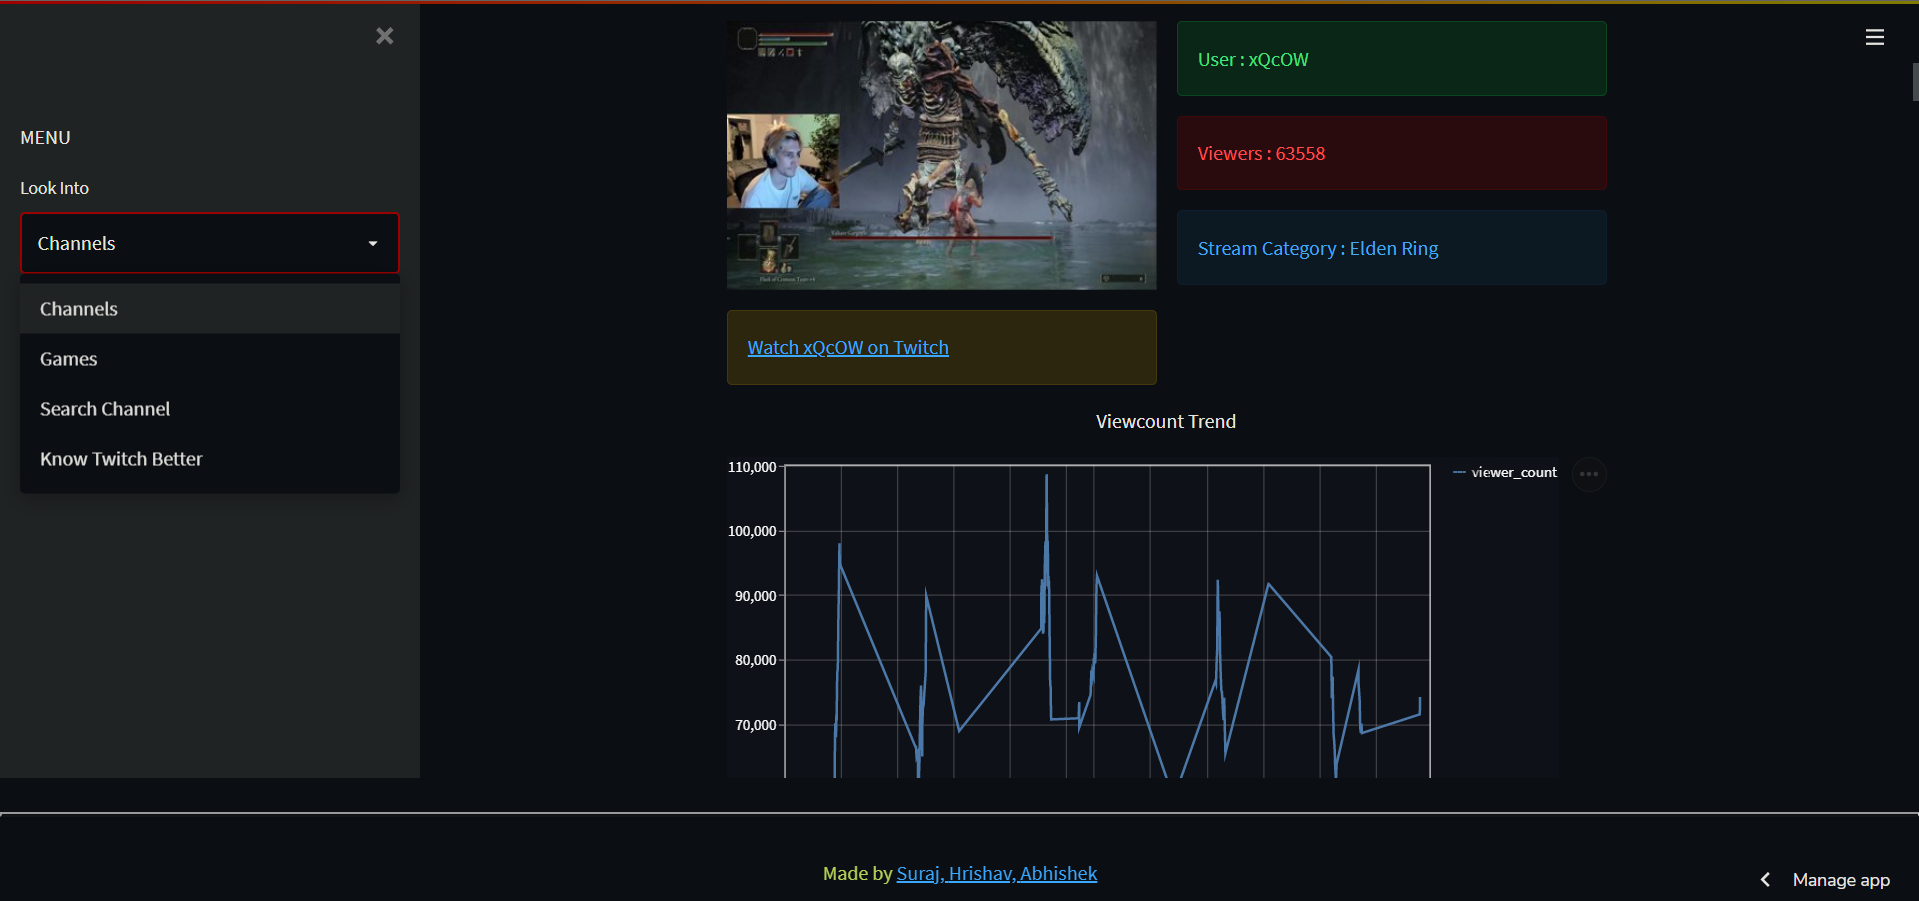 MENU
Look Into
Channels
Channels
Games
Search Channel
Know Twitch Better
User : xQcOW
Viewers : 63558
Stream Category : Elden Ring
Watch xQcOW on Twitch
Viewcount Trend
110,000
100,000
90,000
80,000
70,000
viewer_count
Made by Suraj, Hrishav, Abhishek
Manage app